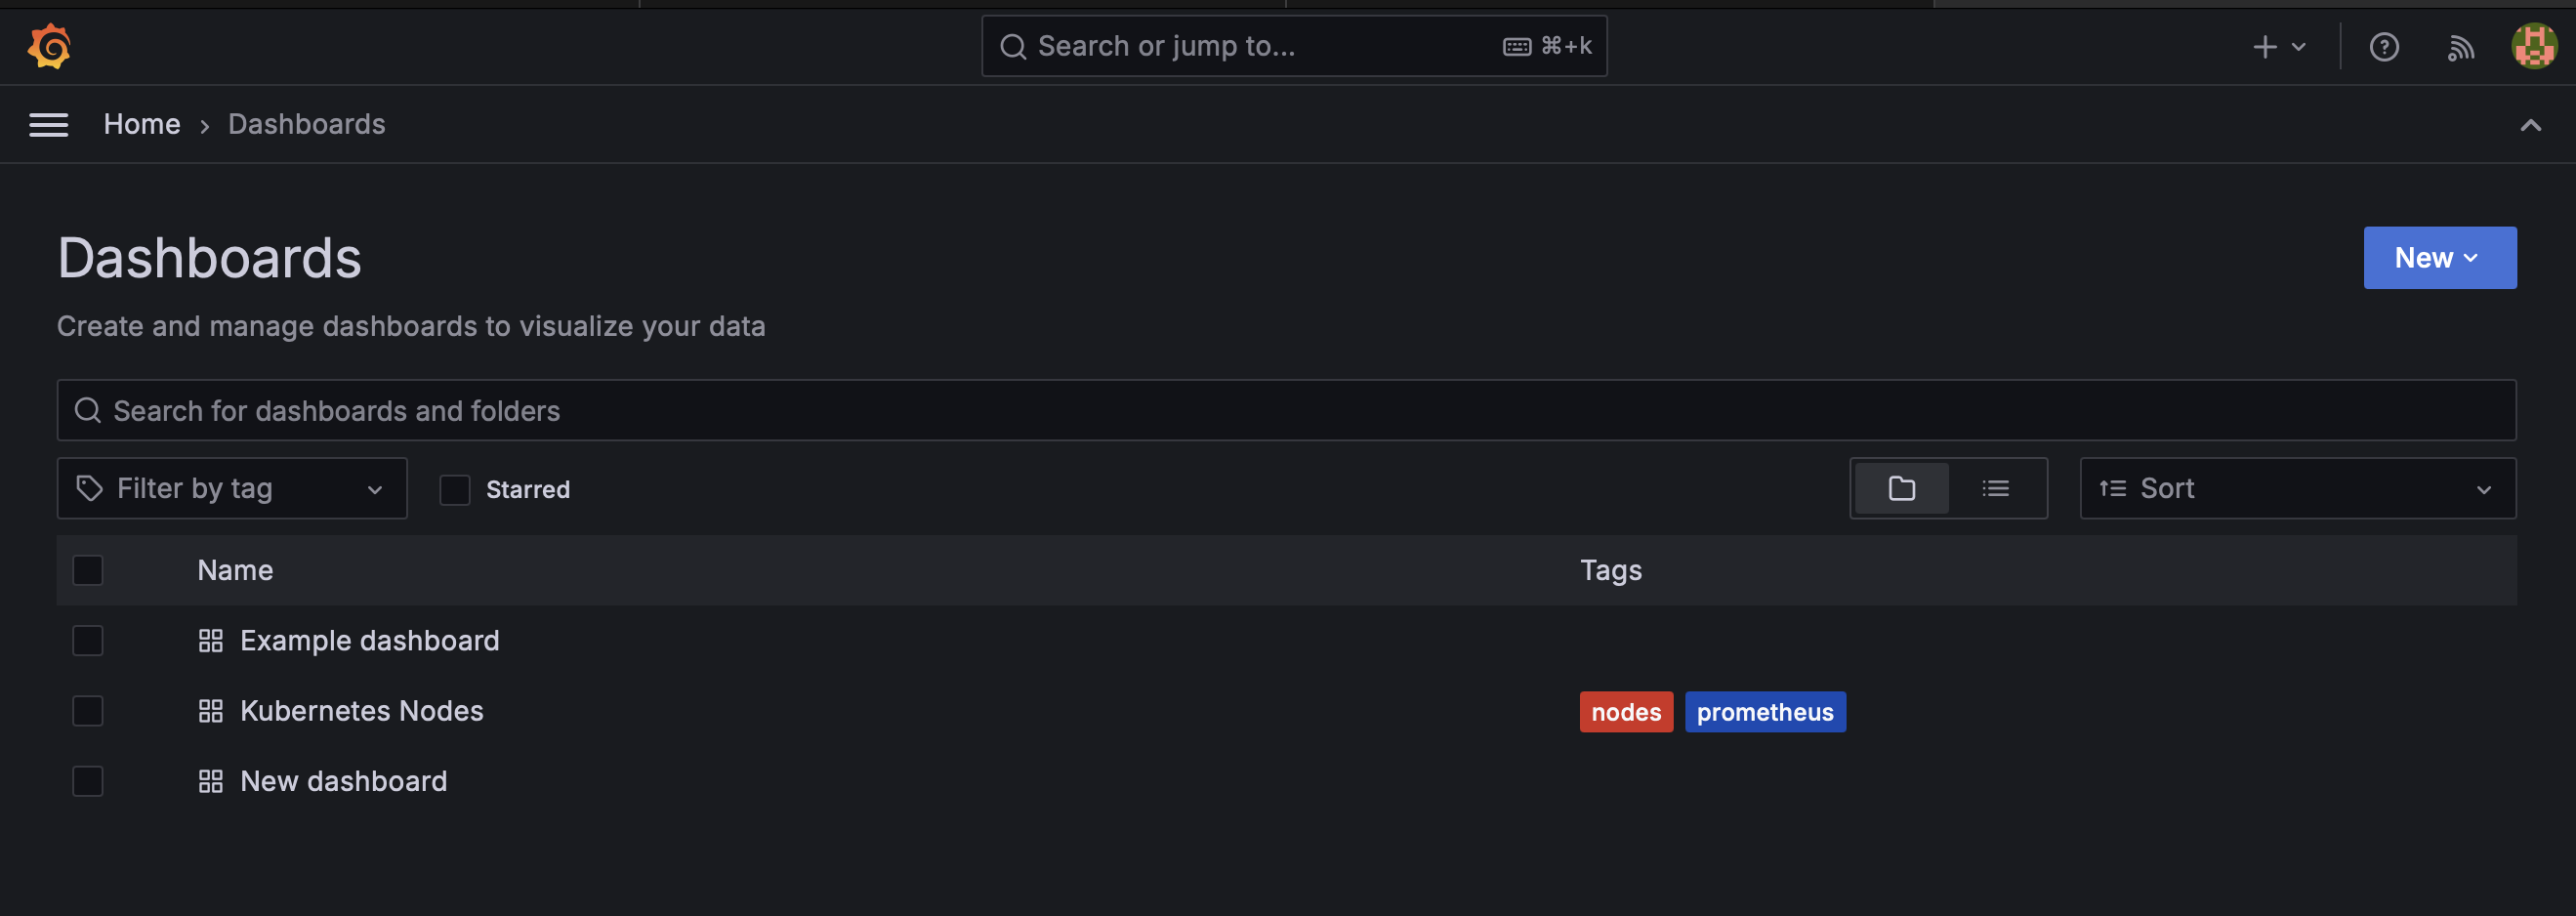 Search or jump to... ⌘+k
Home › Dashboards
Dashboards
New
Create and manage dashboards to visualize your data
Search for dashboards and folders
Filter by tag Starred Sort
Name Tags
Example dashboard
Kubernetes Nodes nodes prometheus
New dashboard